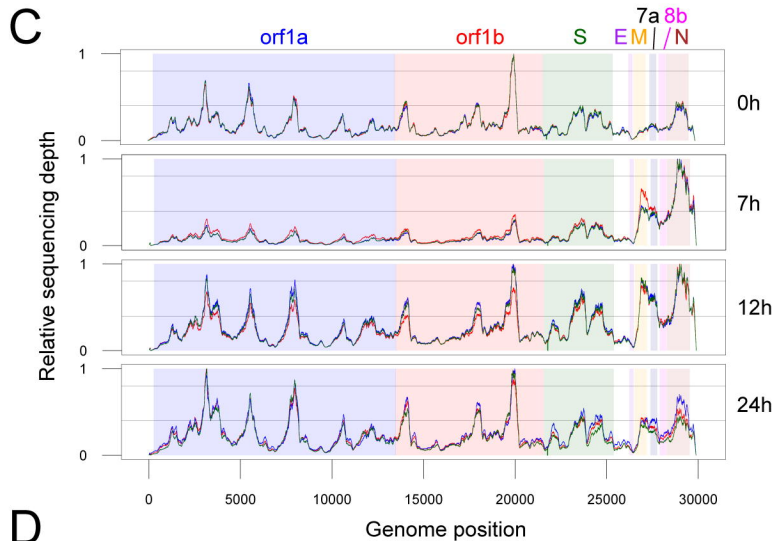 C
7a 8b
orf1a orf1b S E M N
1
0
0h
1
0
7h
1
0
12h
1
0
24h
Relative sequencing depth
0 5000 10000 15000 20000 25000 30000
Genome position
D